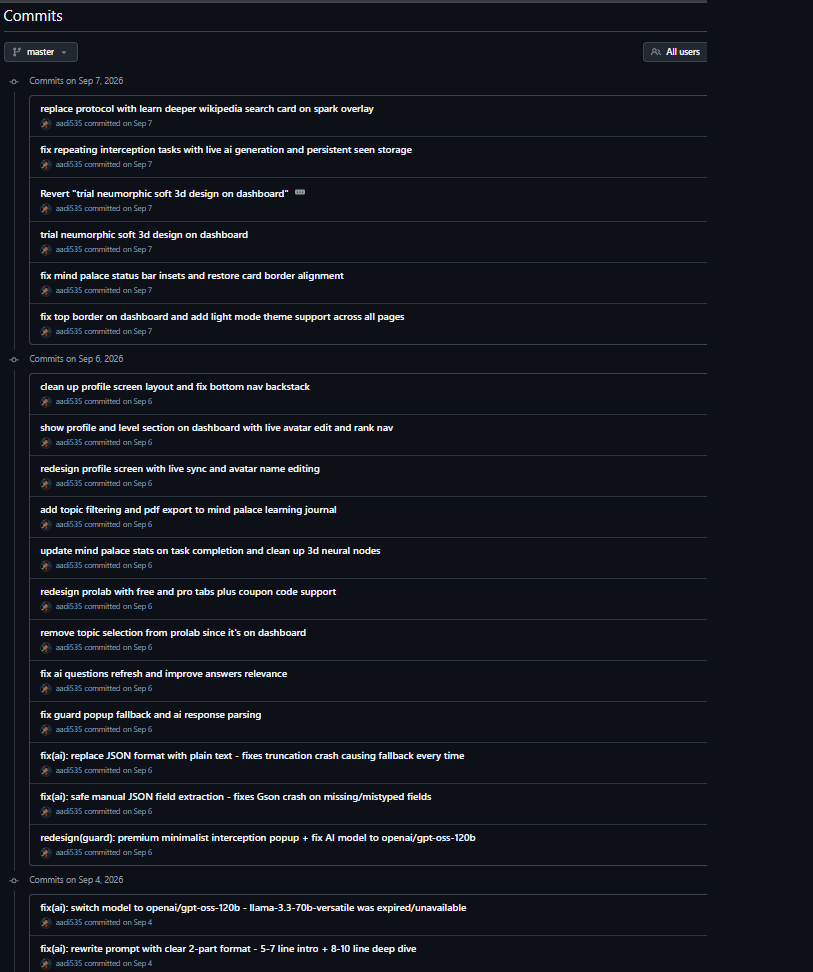 Commits
master
All users
Commits on Sep 7, 2026
replace protocol with learn deeper wikipedia search card on spark overlay
aadi535 committed on Sep 7
fix repeating interception tasks with live ai generation and persistent seen storage
aadi535 committed on Sep 7
Revert "trial neumorphic soft 3d design on dashboard"
aadi535 committed on Sep 7
trial neumorphic soft 3d design on dashboard
aadi535 committed on Sep 7
fix mind palace status bar insets and restore card border alignment
aadi535 committed on Sep 7
fix top border on dashboard and add light mode theme support across all pages
aadi535 committed on Sep 7
Commits on Sep 6, 2026
clean up profile screen layout and fix bottom nav backstack
aadi535 committed on Sep 6
show profile and level section on dashboard with live avatar edit and rank nav
aadi535 committed on Sep 6
redesign profile screen with live sync and avatar name editing
aadi535 committed on Sep 6
add topic filtering and pdf export to mind palace learning journal
aadi535 committed on Sep 6
update mind palace stats on task completion and clean up 3d neural nodes
aadi535 committed on Sep 6
redesign prolab with free and pro tabs plus coupon code support
aadi535 committed on Sep 6
remove topic selection from prolab since it's on dashboard
aadi535 committed on Sep 6
fix ai questions refresh and improve answers relevance
aadi535 committed on Sep 6
fix guard popup fallback and ai response parsing
aadi535 committed on Sep 6
fix(ai): replace JSON format with plain text - fixes truncation crash causing fallback every time
aadi535 committed on Sep 6
fix(ai): safe manual JSON field extraction - fixes Gson crash on missing/mistyped fields
aadi535 committed on Sep 6
redesign(guard): premium minimalist interception popup + fix AI model to openai/gpt-oss-120b
aadi535 committed on Sep 6
Commits on Sep 4, 2026
fix(ai): switch model to openai/gpt-oss-120b - llama-3.3-70b-versatile was expired/unavailable
aadi535 committed on Sep 4
fix(ai): rewrite prompt with clear 2-part format - 5-7 line intro + 8-10 line deep dive
aadi535 committed on Sep 4